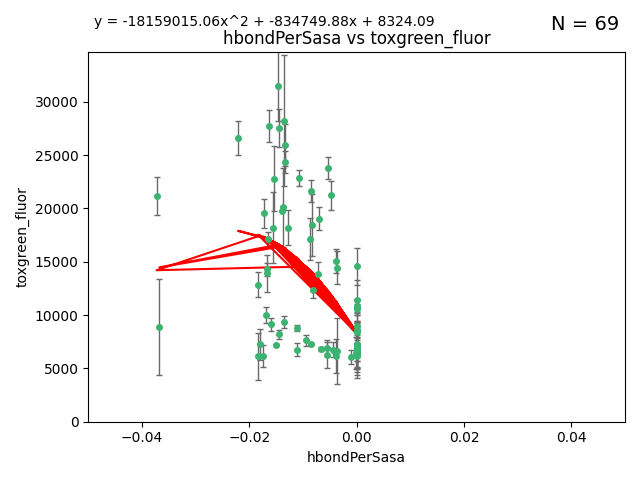 y = -18159015.06x^2 + -834749.88x + 8324.09
N = 69
hbondPerSasa vs toxgreen_fluor
toxgreen_fluor
30000
25000
20000
15000
10000
5000
0
−0.04
−0.02
0.00
0.02
0.04
hbondPerSasa